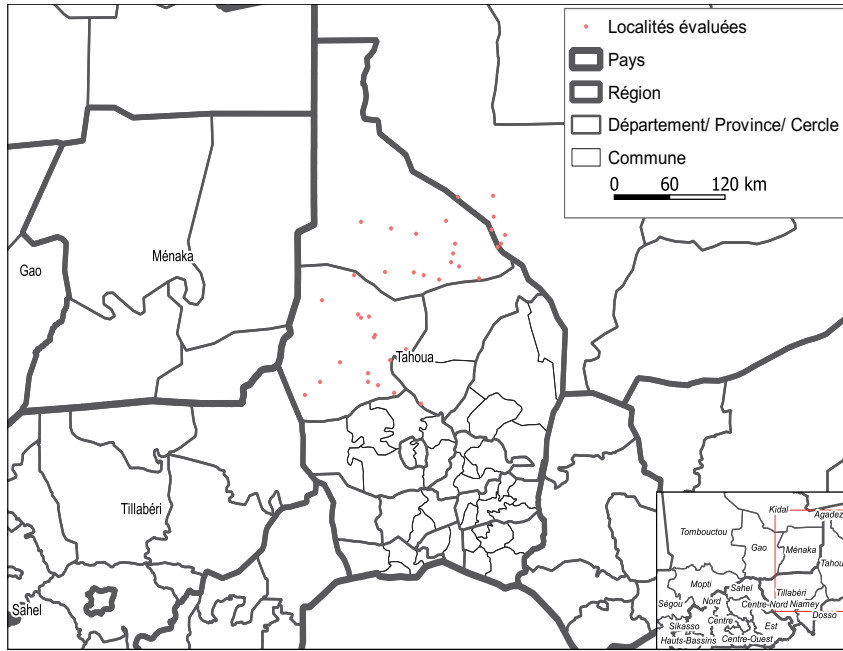 Localités évaluées
Pays
Région
Département/ Province/ Cercle
Commune
0 60 120 km
Ménaka
Gao
Tahoua
Tillabéri
Sahel
Kidal
Agadez
Tombouctou
Gao
Ménaka
Tahou
Mopti
Sahel
Tillabéri
Ségou
Nord
Centre-Nord
Niamey
Dosso
Sikasso
Centre
Est
Hauts-Bassins
Centre-Ouest